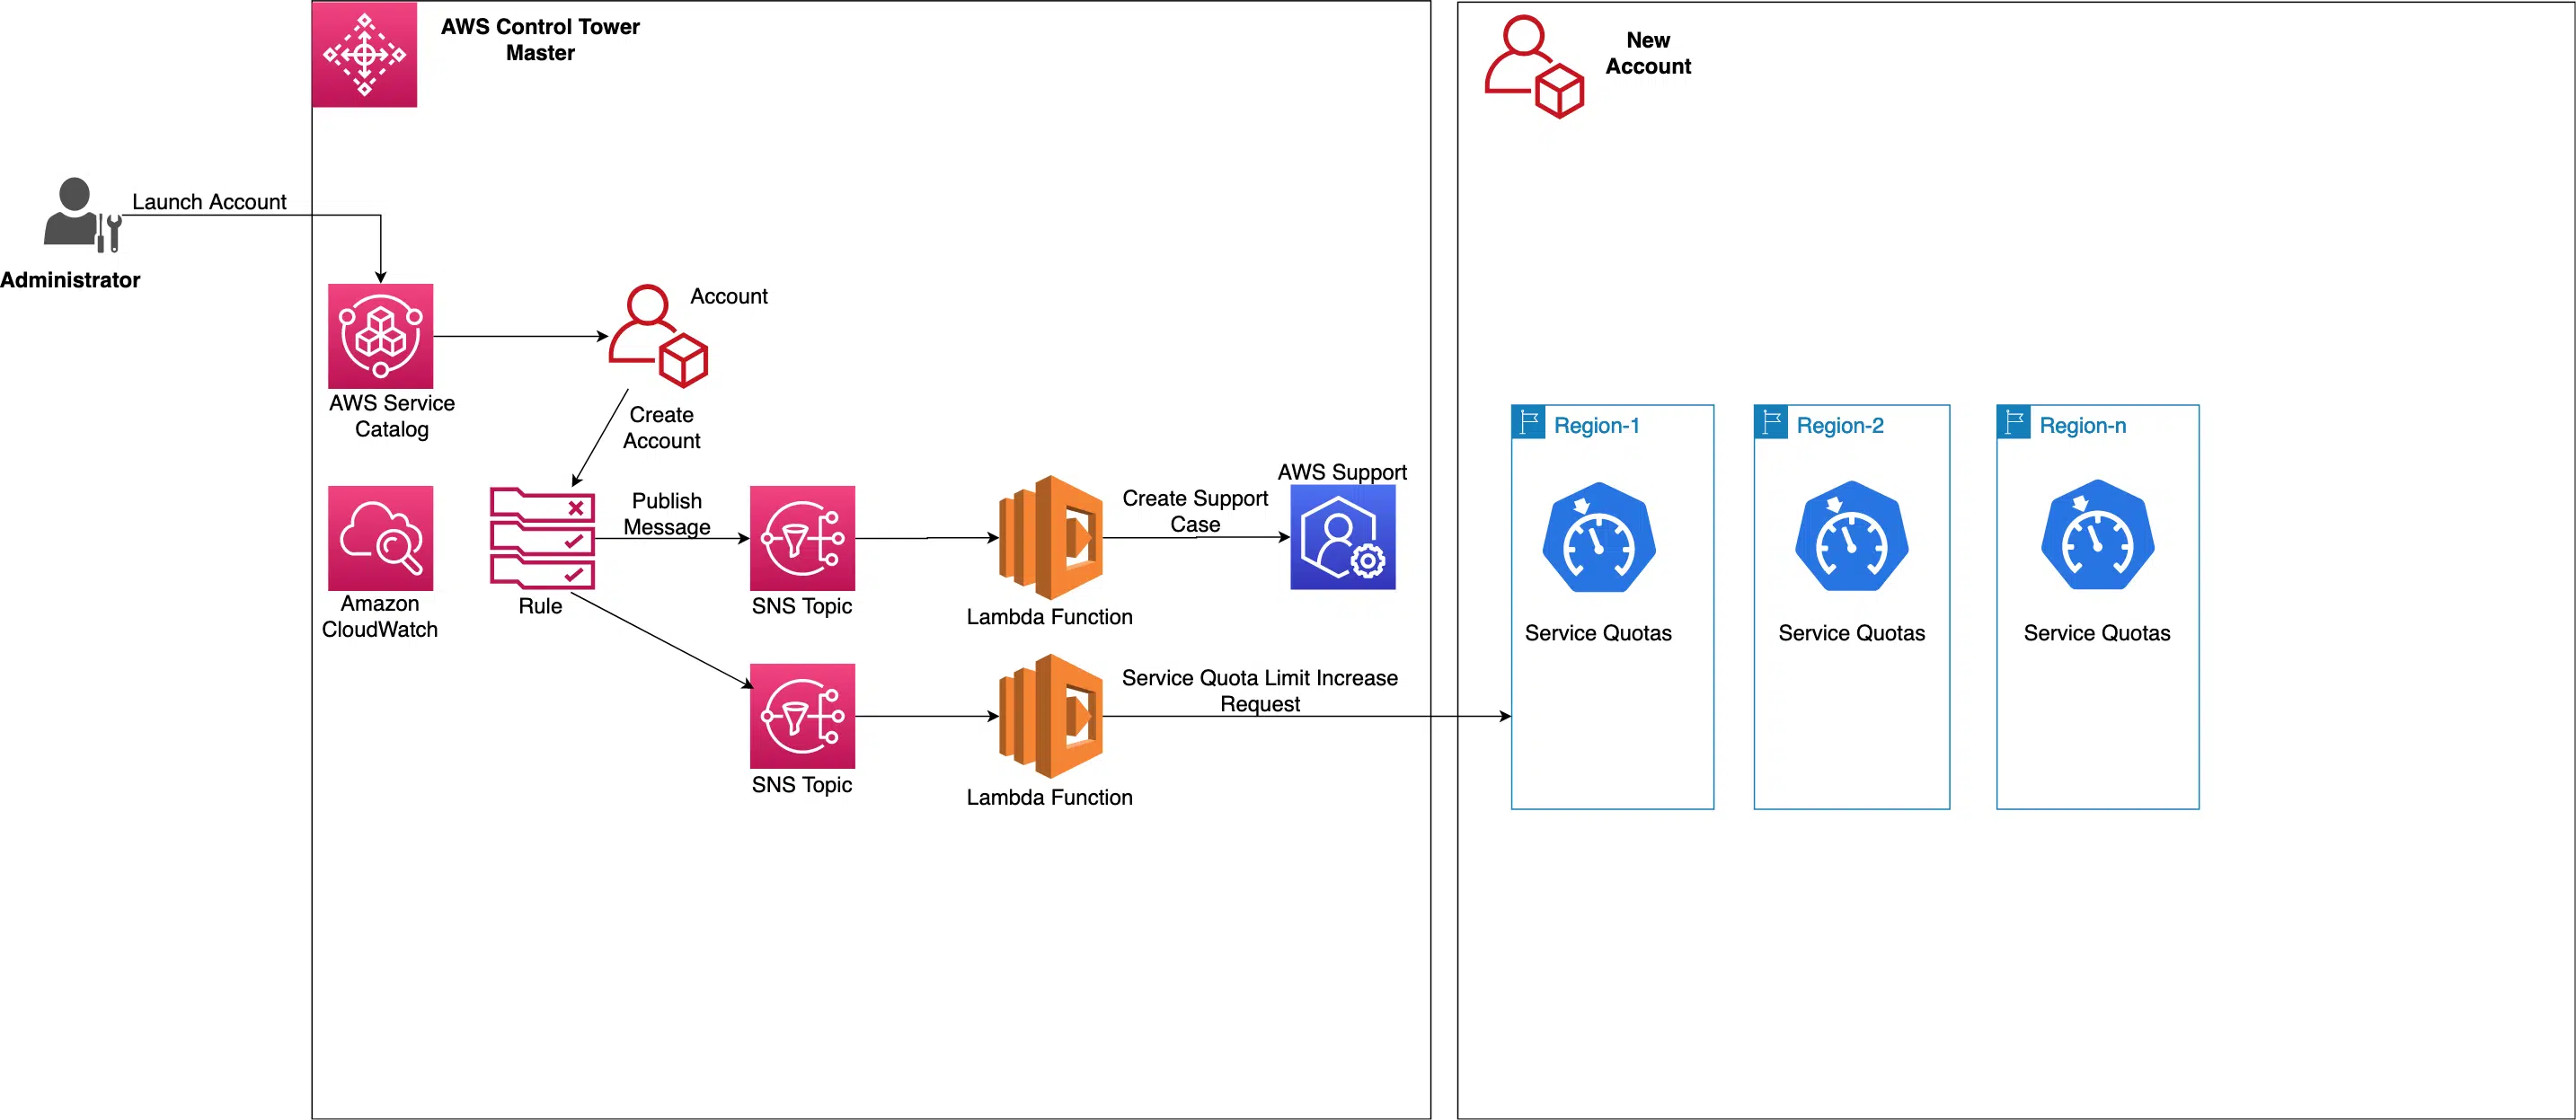 AWS Control Tower
Master
New
Account
Launch Account
Administrator
Account
AWS Service
Catalog
Create
Account
Amazon
CloudWatch
Rule
Publish
Message
SNS Topic
Lambda Function
Create Support
Case
AWS Support
SNS Topic
Lambda Function
Service Quota Limit Increase
Request
Region-1
Service Quotas
Region-2
Service Quotas
Region-n
Service Quotas